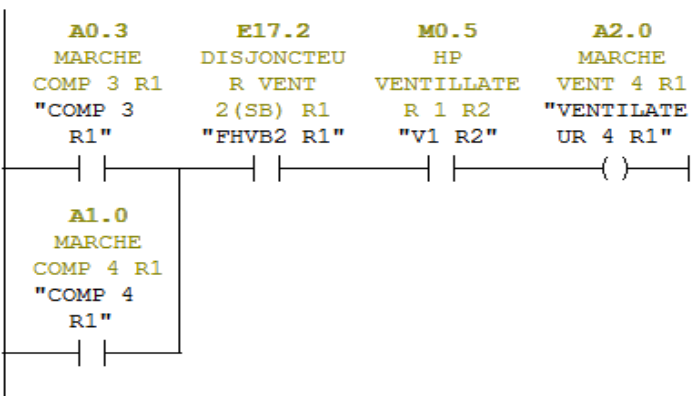 A0.3
MARCHE
COMP 3 R1
"COMP 3
R1"
E17.2
DISJONCTEU
R VENT
2(SB) R1
"FHVB2 R1"
M0.5
HP
VENTILLATE
R 1 R2
"V1 R2"
A2.0
MARCHE
VENT 4 R1
"VENTILATE
UR 4 R1"
A1.0
MARCHE
COMP 4 R1
"COMP 4
R1"